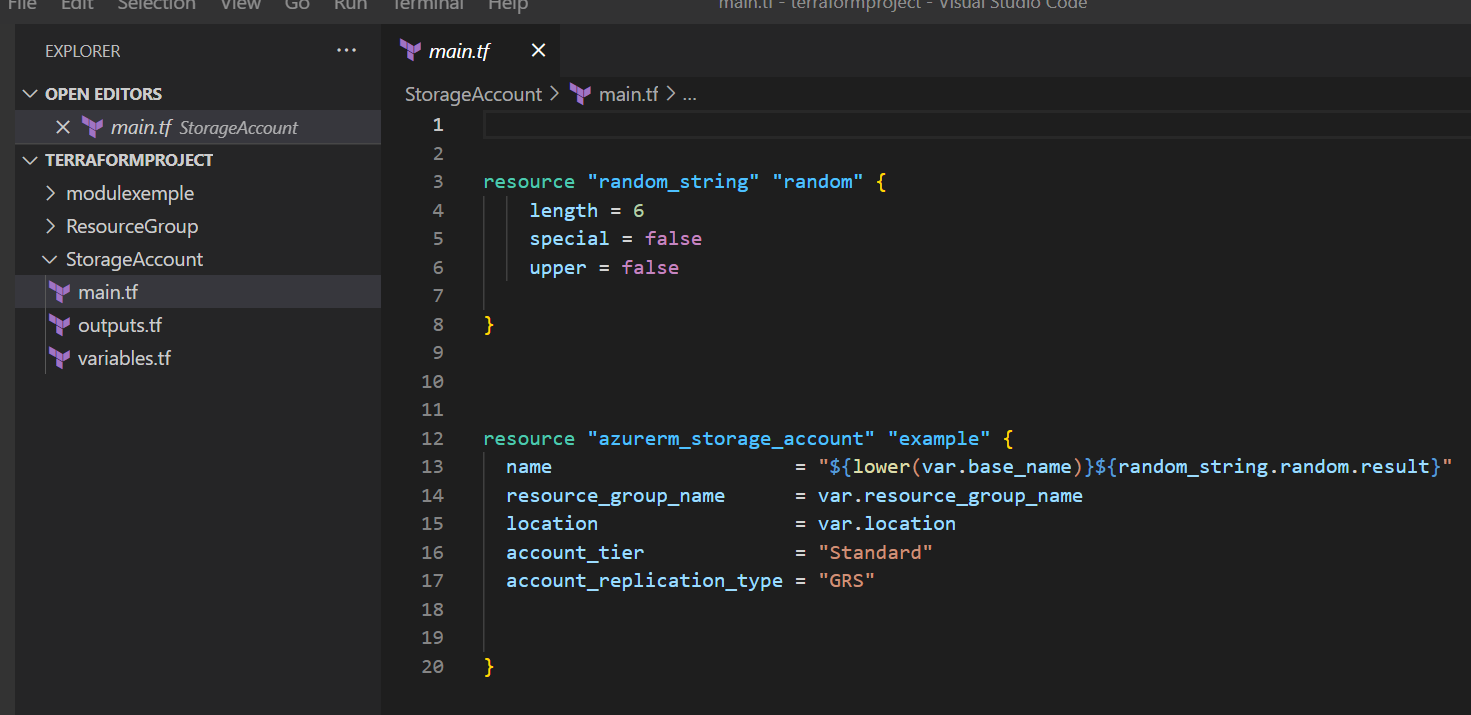 File Edit Selection View Go Run Terminal Help main.tf - terraformproject - Visual Studio Code
EXPLORER ...
OPEN EDITORS
main.tf StorageAccount
TERRAFORMPROJECT
modulexemple
ResourceGroup
StorageAccount
main.tf
outputs.tf
variables.tf
main.tf
StorageAccount > main.tf > ...
1
2
3 resource "random_string" "random" {
4 length = 6
5 special = false
6 upper = false
7
8 }
9
10
11
12 resource "azurerm_storage_account" "example" {
13 name = "${lower(var.base_name)}${random_string.random.result}"
14 resource_group_name = var.resource_group_name
15 location = var.location
16 account_tier = "Standard"
17 account_replication_type = "GRS"
18
19
20 }